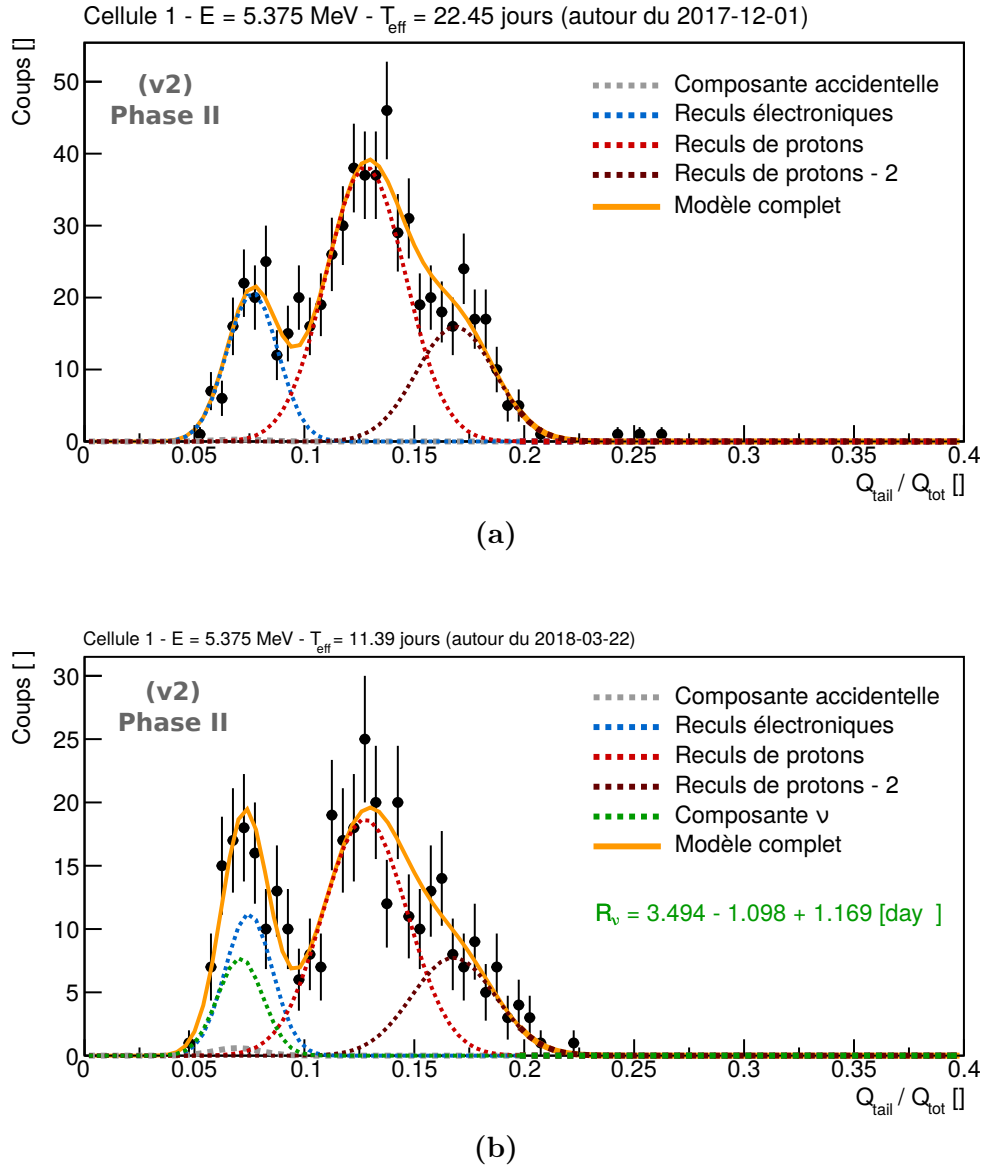 Cellule 1 - E = 5.375 MeV - T_eff = 22.45 jours (autour du 2017-12-01)
Coups []
(v2)
Phase II
Composante accidentelle
Reculs électroniques
Reculs de protons
Reculs de protons - 2
Modèle complet
50
40
30
20
10
0
0 0.05 0.1 0.15 0.2 0.25 0.3 0.35 0.4
Q_tail / Q_tot []
(a)
Cellule 1 - E = 5.375 MeV - T_eff = 11.39 jours (autour du 2018-03-22)
Coups [ ]
(v2)
Phase II
Composante accidentelle
Reculs électroniques
Reculs de protons
Reculs de protons - 2
Composante ν
Modèle complet
R_ν = 3.494 - 1.098 + 1.169 [day ]
30
25
20
15
10
5
0
0 0.05 0.1 0.15 0.2 0.25 0.3 0.35 0.4
Q_tail / Q_tot []
(b)